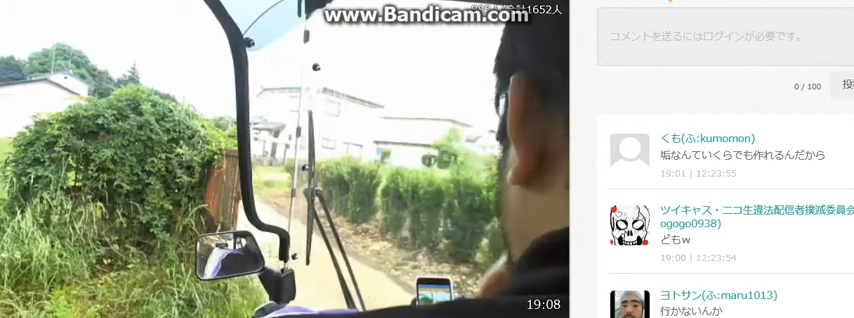 www.Bandicam.com
計1652人
19:08
コメントを送るにはログインが必要です。
0 / 100
投
くも(ふ:kumomon)
垢なんていくらでも作れるんだから
19:01 | 12:23:55
ツイキャス・ニコ生違法配信者撲滅委員会
ogogo0938)
どもw
19:00 | 12:23:54
ヨトサン(ふ:maru1013)
行かないんか